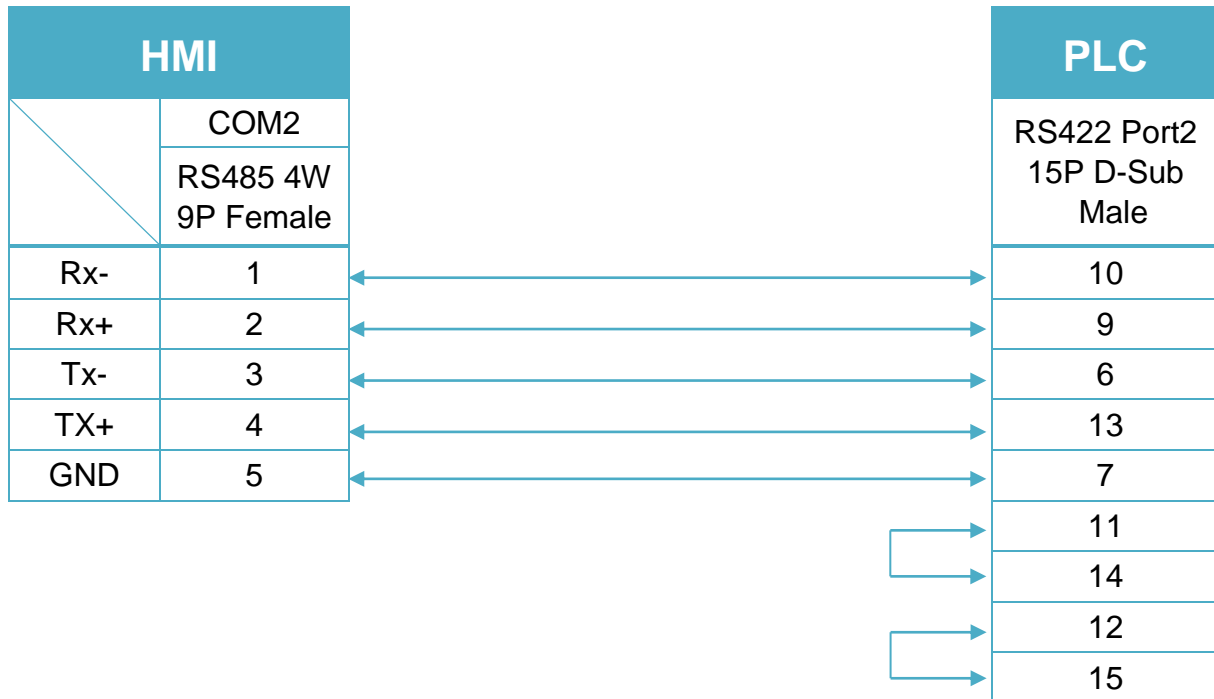 HMI
PLC
COM2
RS485 4W
9P Female
RS422 Port2
15P D-Sub
Male
Rx- 1 10
Rx+ 2 9
Tx- 3 6
TX+ 4 13
GND 5 7
11
14
12
15